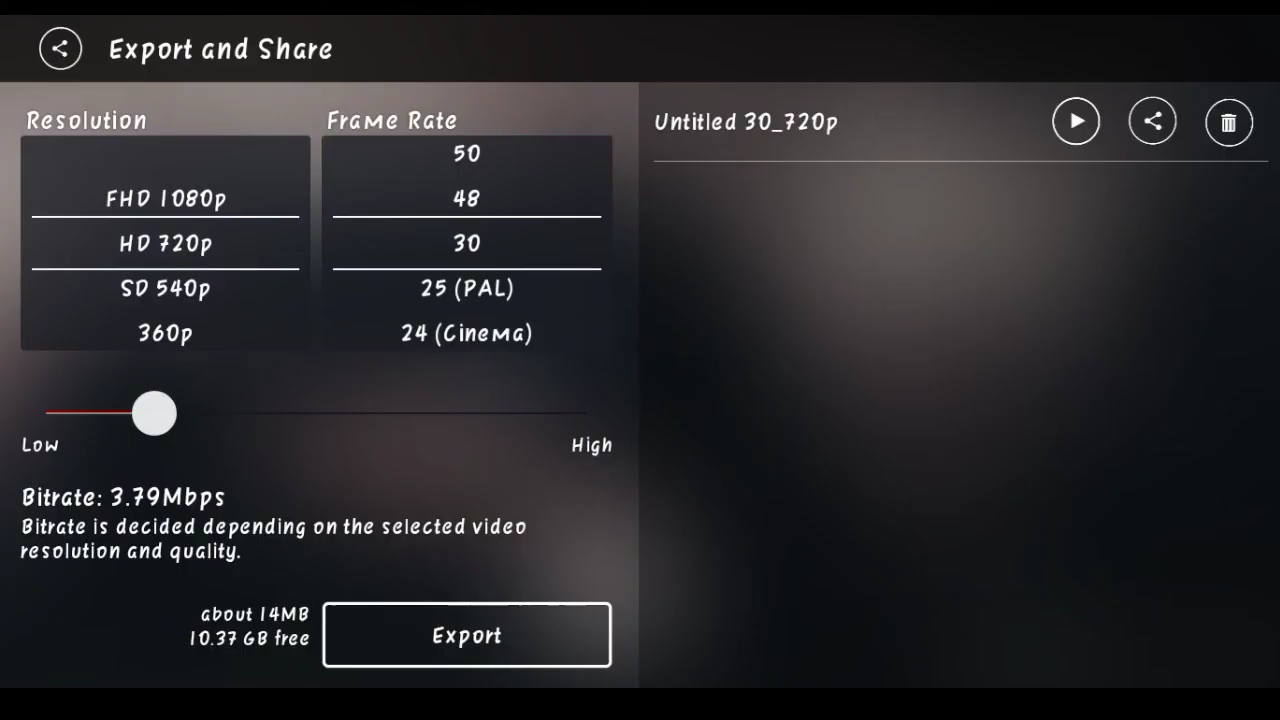 Export and Share
Resolution
FHD 1080p
HD 720p
SD 540p
360p
Frame Rate
50
48
30
25 (PAL)
24 (Cinema)
Low
High
Bitrate: 3.79Mbps
Bitrate is decided depending on the selected video
resolution and quality.
about 14MB
10.37 GB free
Export
Untitled 30_720p